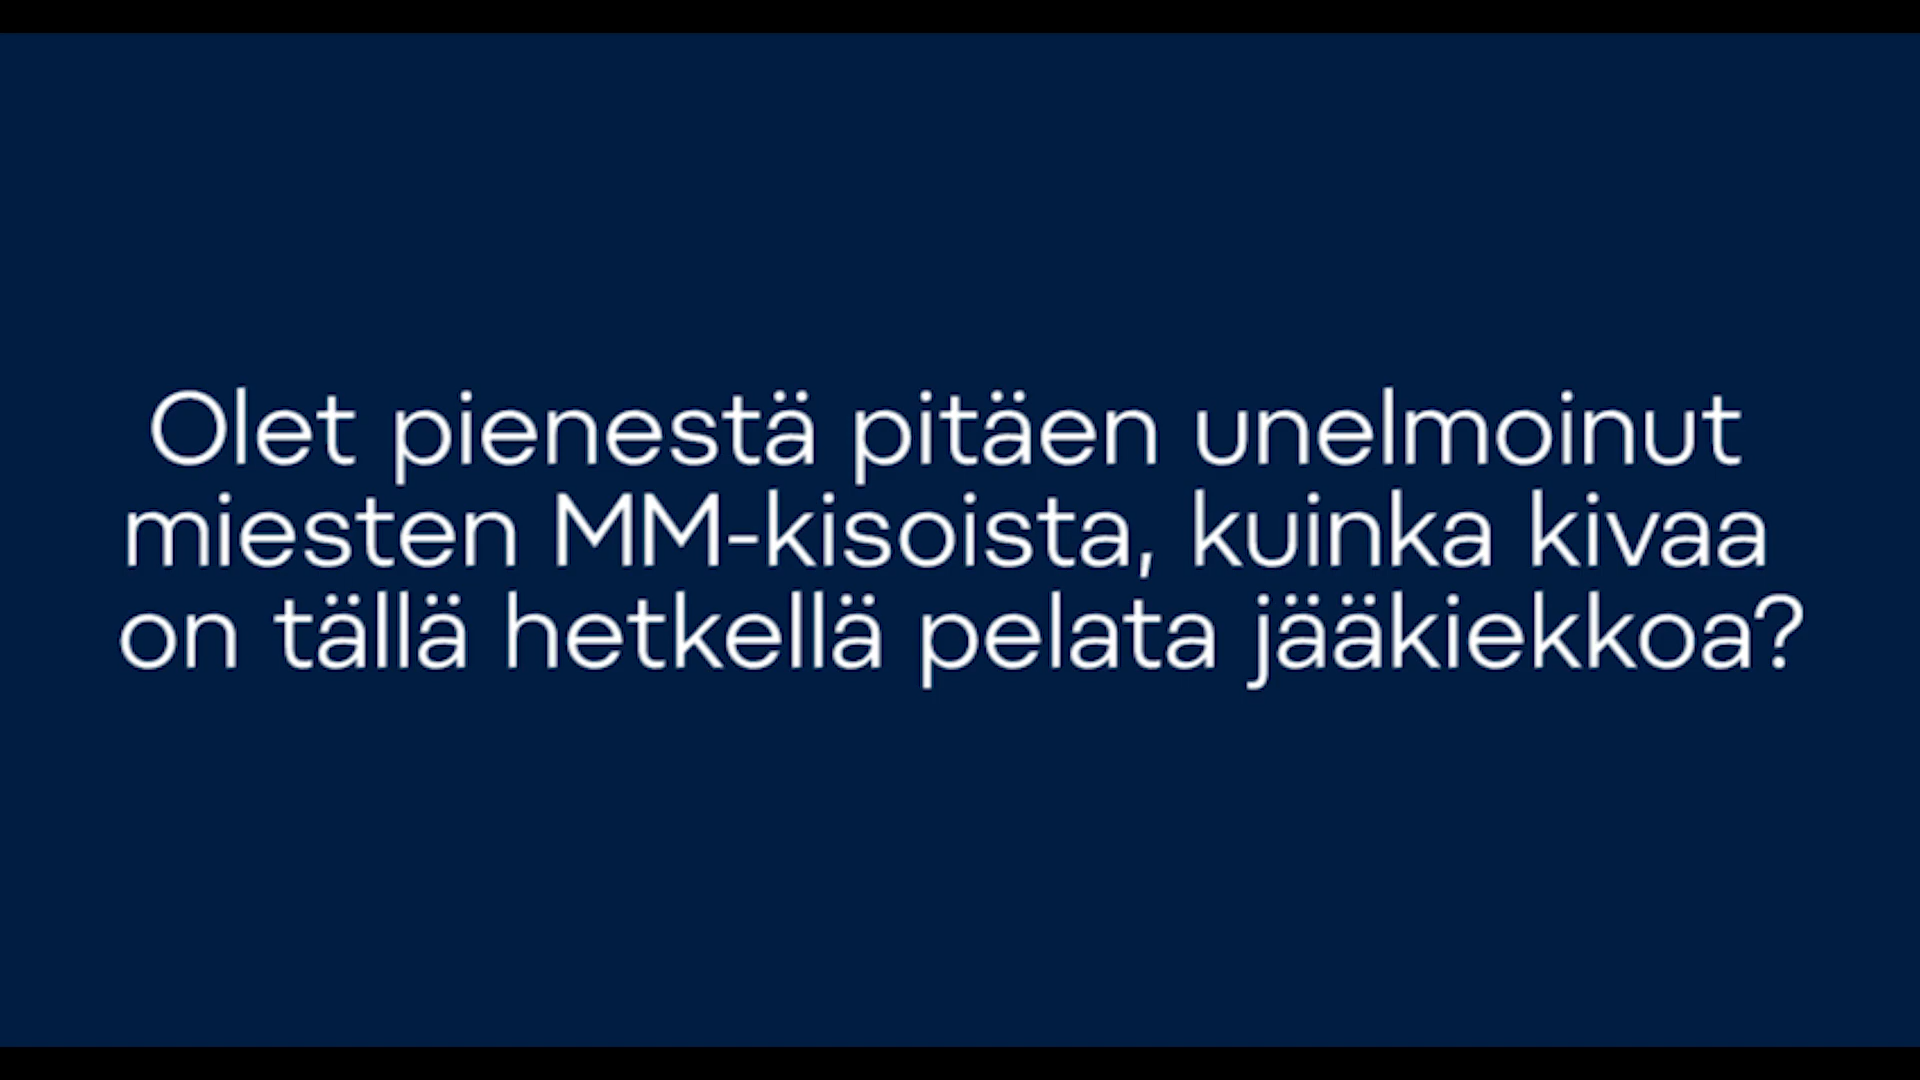 Olet pienestä pitäen unelmoinut
miesten MM-kisoista, kuinka kivaa
on tällä hetkellä pelata jääkiekkoa?